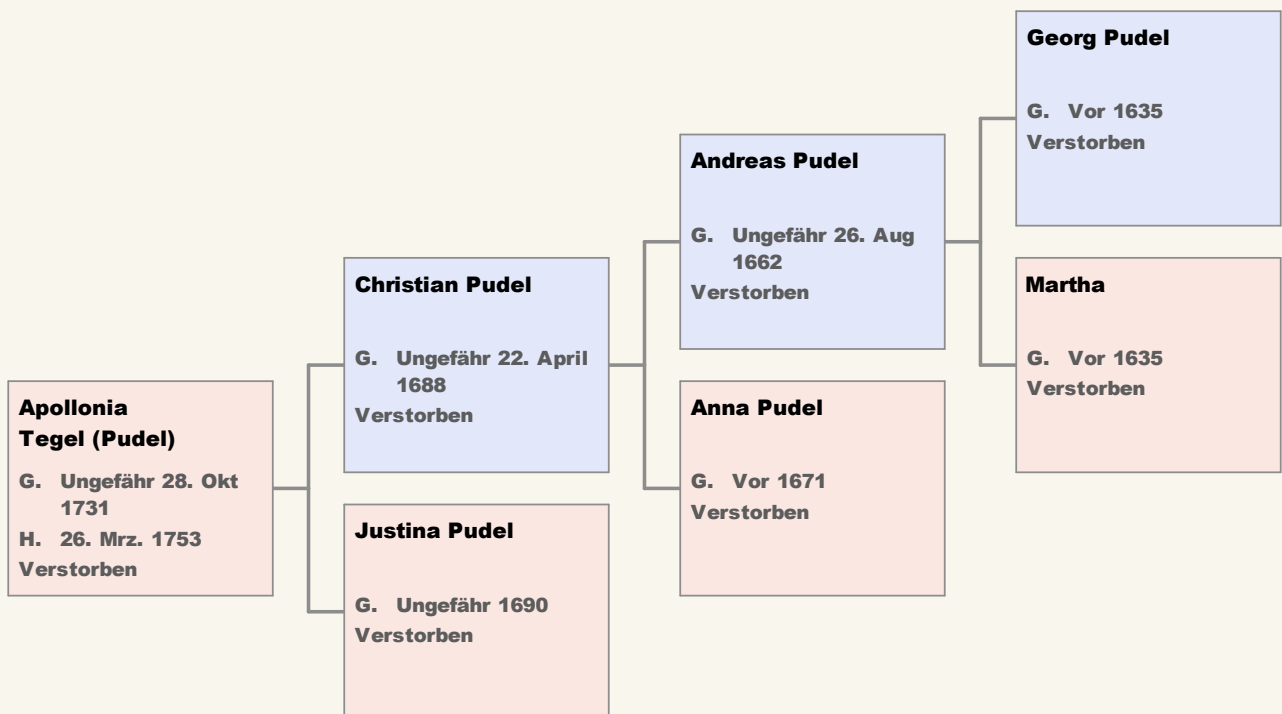 Georg Pudel
G. Vor 1635
Verstorben
Andreas Pudel
G. Ungefähr 26. Aug
1662
Verstorben
Christian Pudel
G. Ungefähr 22. April
1688
Verstorben
Martha
G. Vor 1635
Verstorben
Apollonia
Tegel (Pudel)
G. Ungefähr 28. Okt
1731
H. 26. Mrz. 1753
Verstorben
Anna Pudel
G. Vor 1671
Verstorben
Justina Pudel
G. Ungefähr 1690
Verstorben